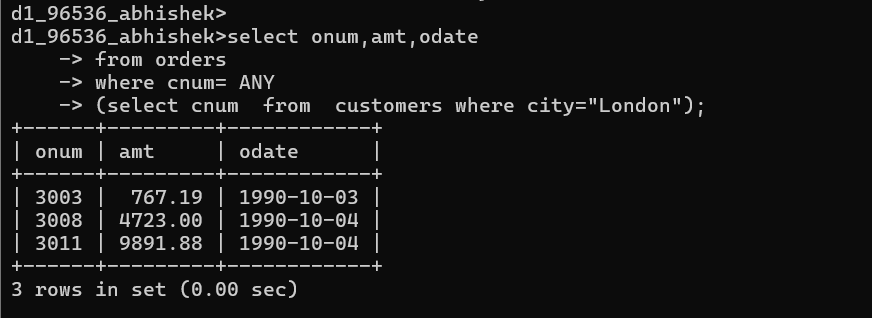 d1_96536_abhishek>
d1_96536_abhishek>select onum,amt,odate
    -> from orders
    -> where cnum= ANY
    -> (select cnum  from  customers where city="London");
+------+---------+------------+
| onum | amt     | odate      |
+------+---------+------------+
| 3003 |  767.19 | 1990-10-03 |
| 3008 | 4723.00 | 1990-10-04 |
| 3011 | 9891.88 | 1990-10-04 |
+------+---------+------------+
3 rows in set (0.00 sec)